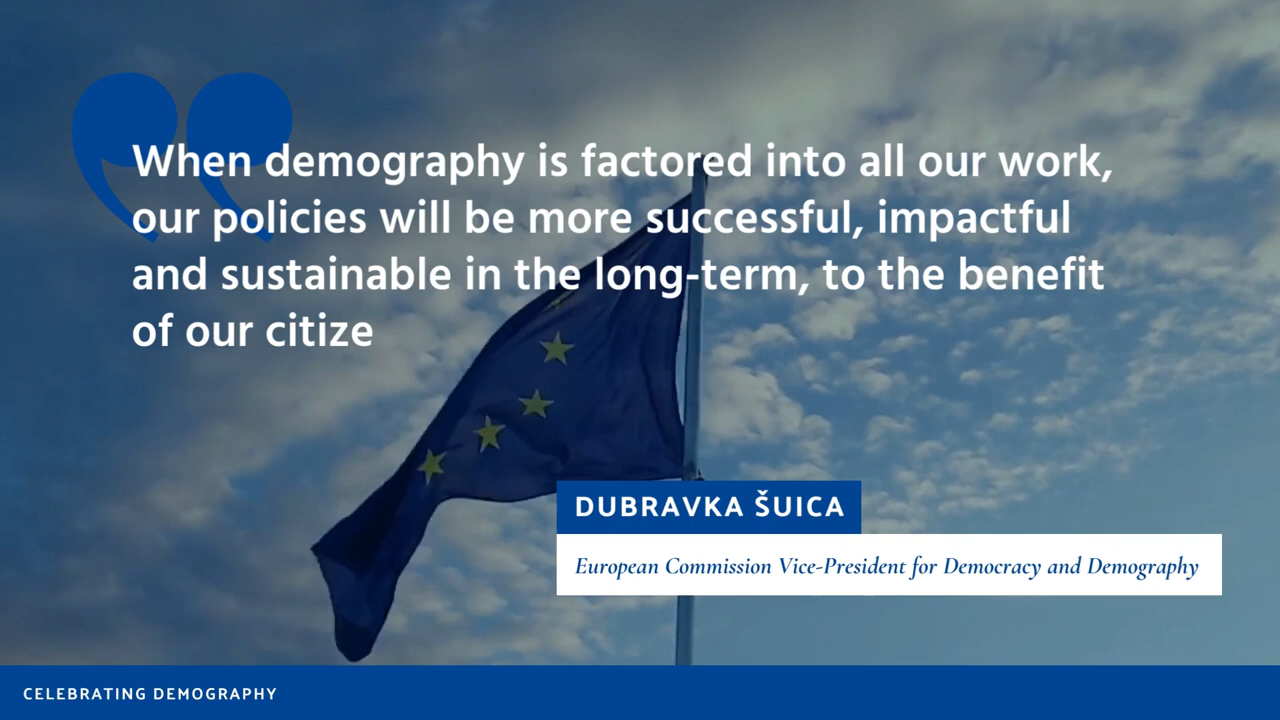 When demography is factored into all our work,
our policies will be more successful, impactful
and sustainable in the long-term, to the benefit
of our citize
DUBRAVKA ŠUICA
European Commission Vice-President for Democracy and Demography
CELEBRATING DEMOGRAPHY